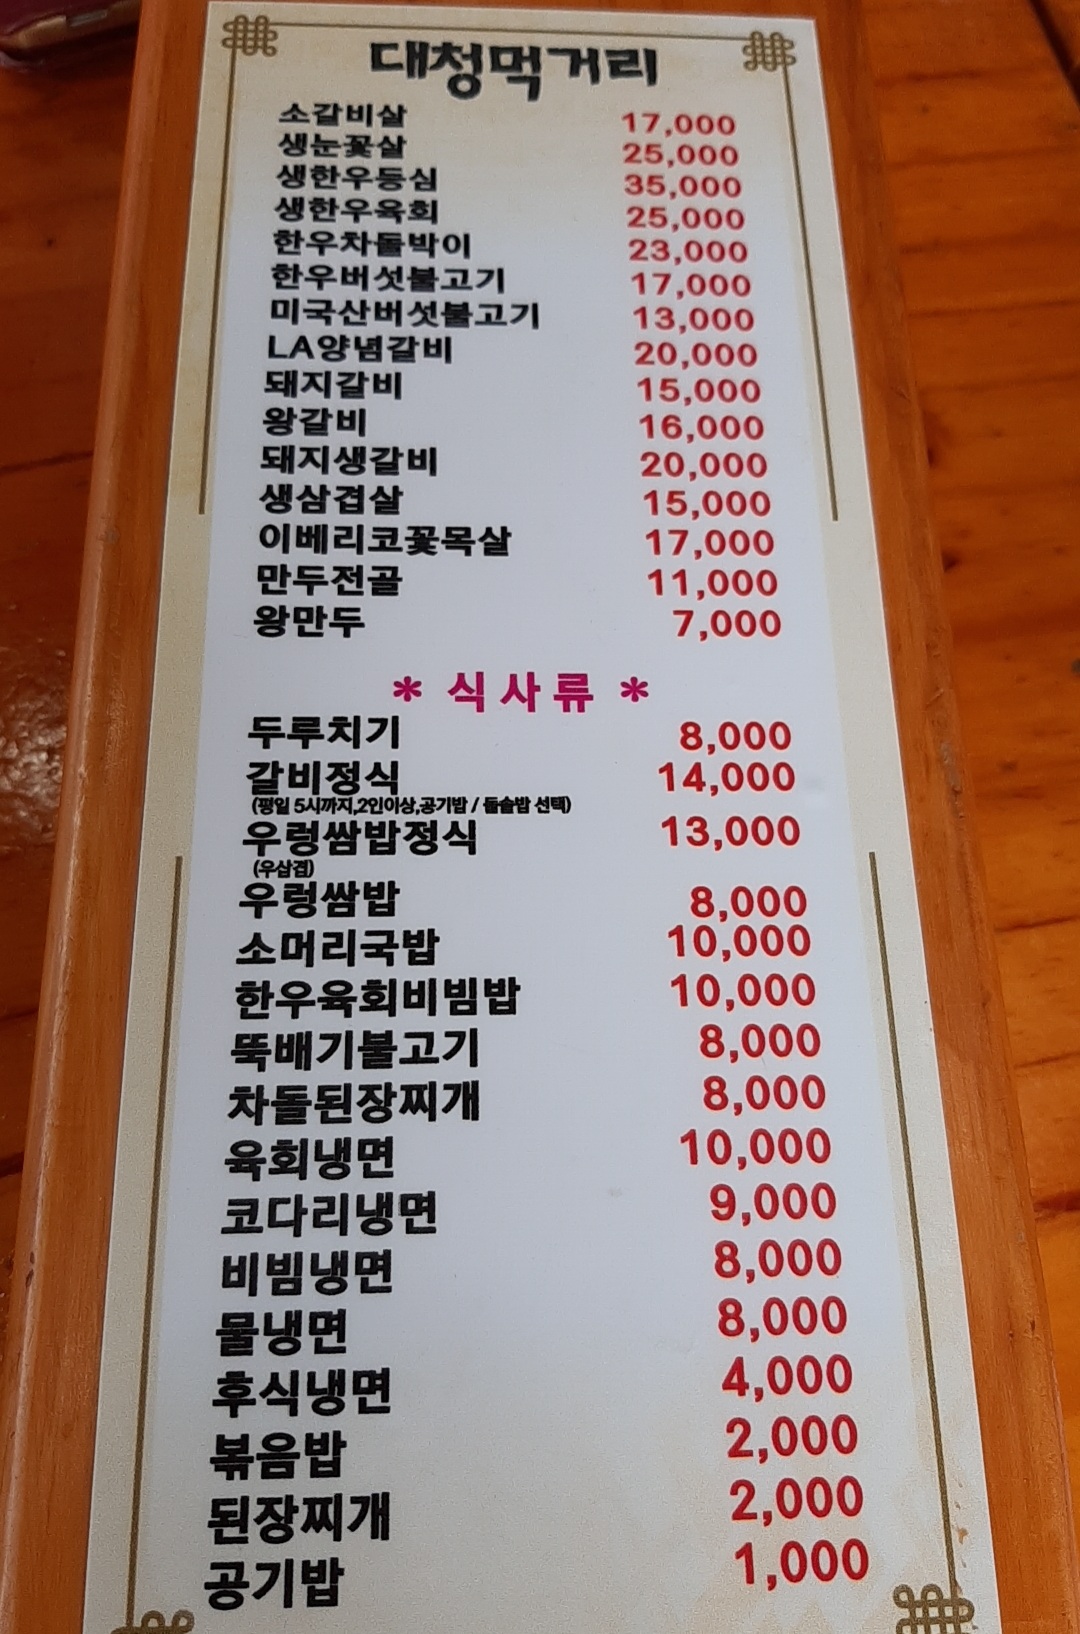 대청먹거리
소갈비살 17,000
생눈꽃살 25,000
생한우등심 35,000
생한우육회 25,000
한우차돌박이 23,000
한우버섯불고기 17,000
미국산버섯불고기 13,000
LA양념갈비 20,000
돼지갈비 15,000
왕갈비 16,000
돼지생갈비 20,000
생삼겹살 15,000
이베리코꽃목살 17,000
만두전골 11,000
왕만두 7,000
* 식사류 *
두루치기 8,000
갈비정식 14,000
(평일 5시까지,2인이상,공기밥 / 돌솥밥 선택)
우렁쌈밥정식 13,000
(우삼겹)
우렁쌈밥 8,000
소머리국밥 10,000
한우육회비빔밥 10,000
뚝배기불고기 8,000
차돌된장찌개 8,000
육회냉면 10,000
코다리냉면 9,000
비빔냉면 8,000
물냉면 8,000
후식냉면 4,000
볶음밥 2,000
된장찌개 2,000
공기밥 1,000